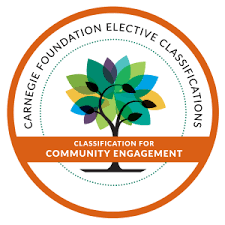 CARNEGIE FOUNDATION ELECTIVE CLASSIFICATIONS
CLASSIFICATION FOR
COMMUNITY ENGAGEMENT